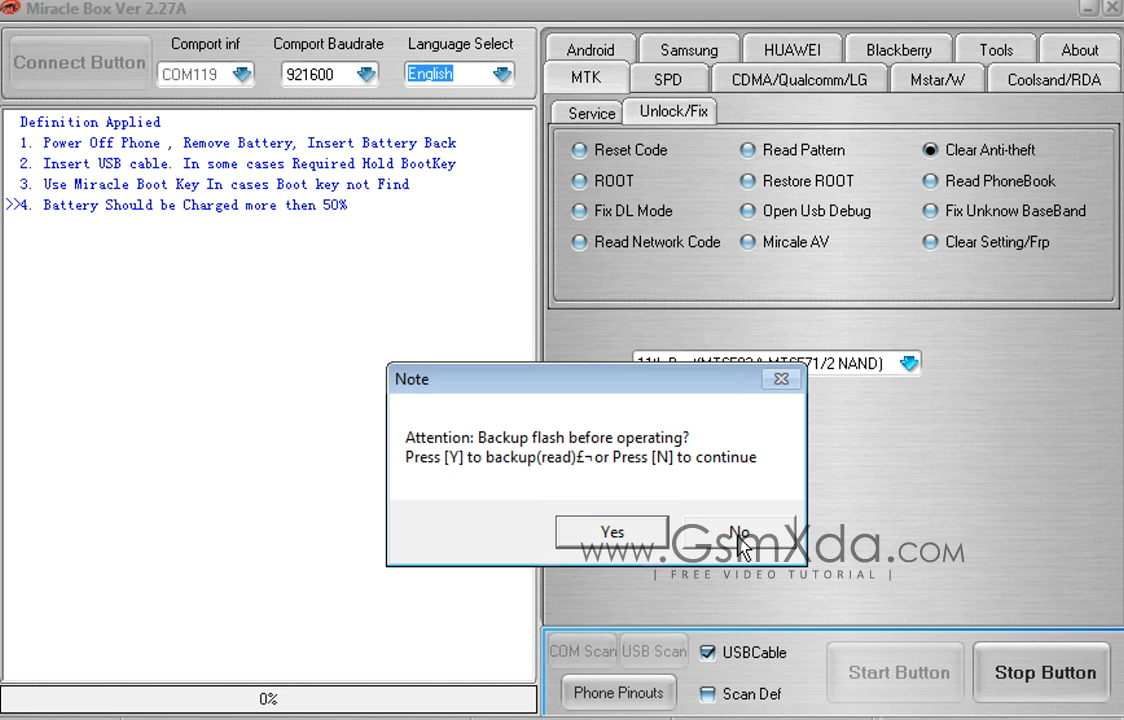 Miracle Box Ver 2.27A
Connect Button
Comport inf
Comport Baudrate
Language Select
COM119
921600
English
Definition Applied
1. Power Off Phone , Remove Battery, Insert Battery Back
2. Insert USB cable. In some cases Required Hold BootKey
3. Use Miracle Boot Key In cases Boot key not Find
>>4. Battery Should be Charged more then 50%
0%
Android
Samsung
HUAWEI
Blackberry
Tools
About
MTK
SPD
CDMA/Qualcomm/LG
Mstar/W
Coolsand/RDA
Service
Unlock/Fix
Reset Code
Read Pattern
Clear Anti-theft
ROOT
Restore ROOT
Read PhoneBook
Fix DL Mode
Open Usb Debug
Fix Unknow BaseBand
Read Network Code
Mircale AV
Clear Setting/Frp
71/2 NAND)
Note
Attention: Backup flash before operating?
Press [Y] to backup(read)£¬ or Press [N] to continue
Yes
No
www.GsmXda.com
| FREE VIDEO TUTORIAL |
COM Scan
USB Scan
USBCable
Phone Pinouts
Scan Def
Start Button
Stop Button